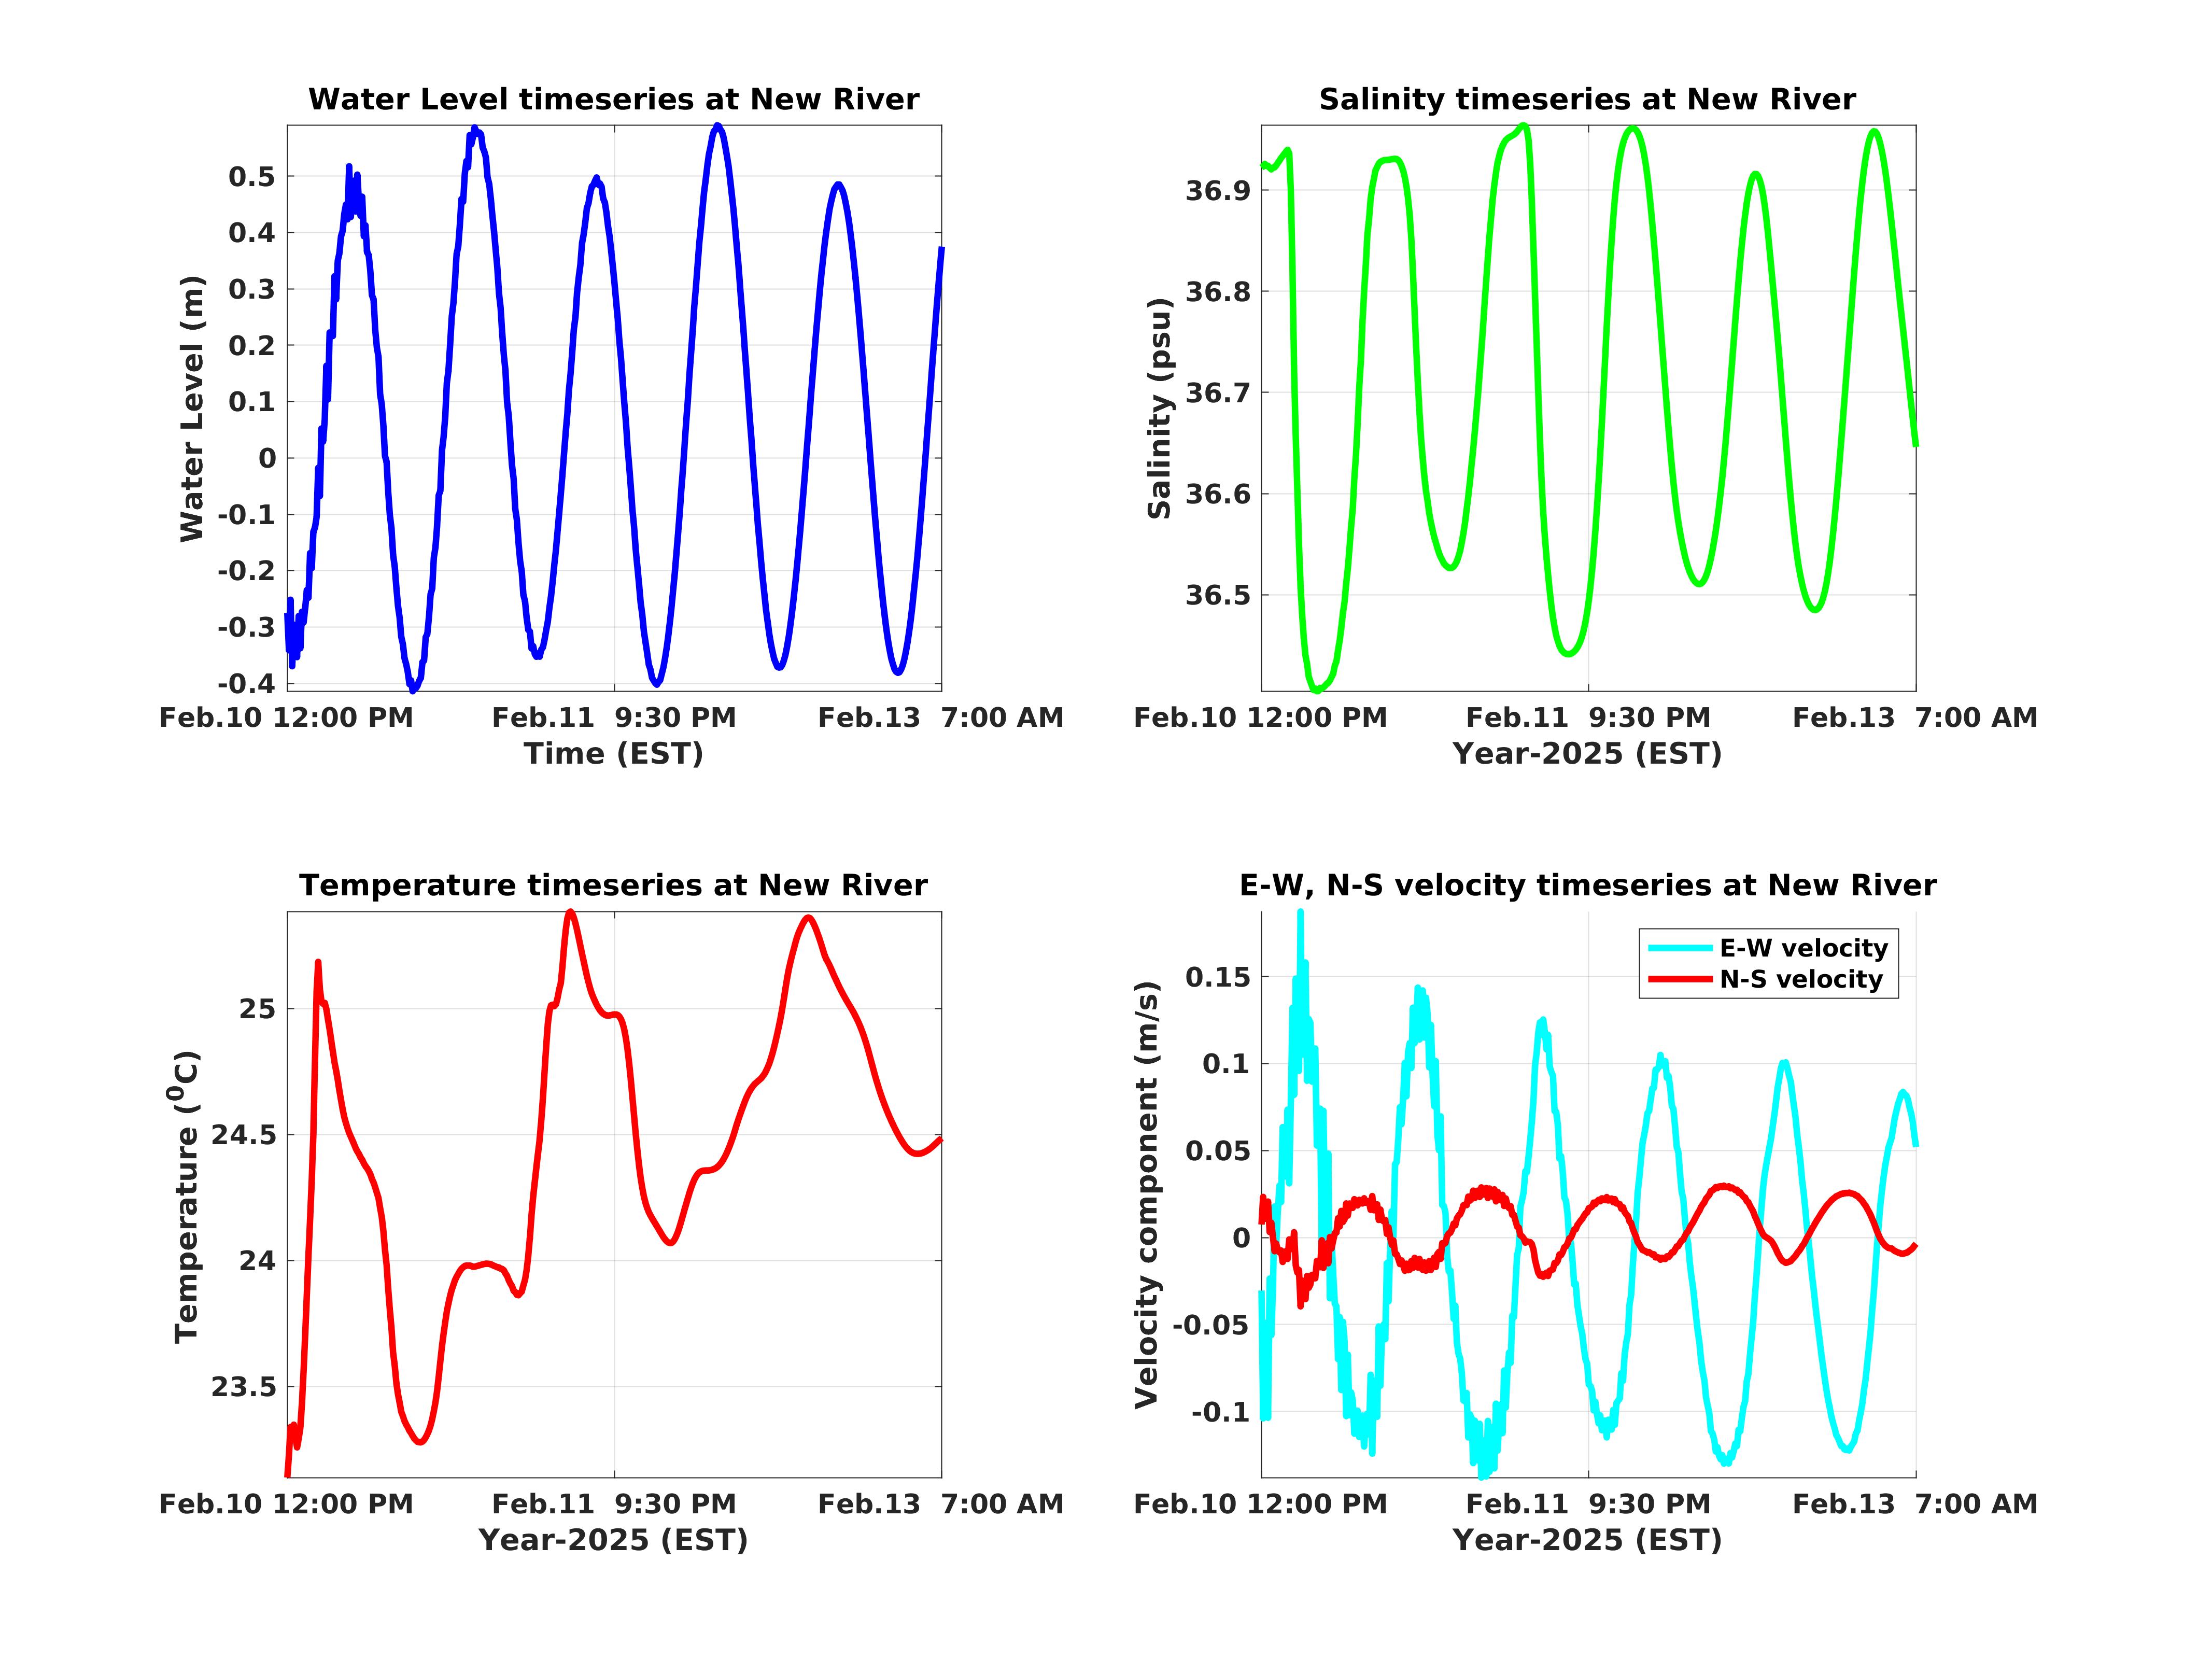 Water Level timeseries at New River
Water Level (m)
0.5
0.4
0.3
0.2
0.1
0
-0.1
-0.2
-0.3
-0.4
Feb.10 12:00 PM
Feb.11  9:30 PM
Feb.13  7:00 AM
Time (EST)
Salinity timeseries at New River
Salinity (psu)
36.9
36.8
36.7
36.6
36.5
Feb.10 12:00 PM
Feb.11  9:30 PM
Feb.13  7:00 AM
Year-2025 (EST)
Temperature timeseries at New River
Temperature (⁰C)
25
24.5
24
23.5
Feb.10 12:00 PM
Feb.11  9:30 PM
Feb.13  7:00 AM
Year-2025 (EST)
E-W, N-S velocity timeseries at New River
Velocity component (m/s)
E-W velocity
N-S velocity
0.15
0.1
0.05
0
-0.05
-0.1
Feb.10 12:00 PM
Feb.11  9:30 PM
Feb.13  7:00 AM
Year-2025 (EST)